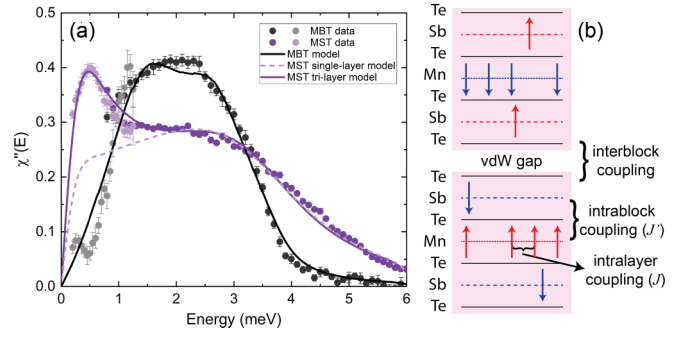 (a)
MBT data
MST data
MBT model
MST single-layer model
MST tri-layer model
χ"(E)
0.4
0.3
0.2
0.1
0.0
0
1
2
3
4
5
6
Energy (meV)
(b)
Te
Sb
Te
Mn
Te
Sb
Te
vdW gap
interblock
coupling
Te
Sb
Te
Mn
Te
Sb
Te
intrablock
coupling (J')
intralayer
coupling (J)